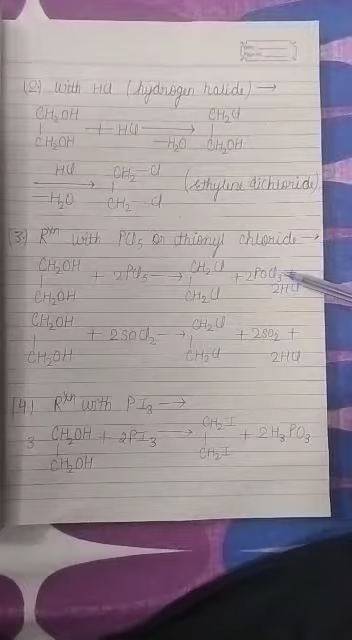 (2) with HCl (hydrogen halide) →
CH2OH CH2Cl
| + HCl → |
CH2OH -H2O CH2OH
HCl CH2-Cl
→ | (ethylene dichloride)
-H2O CH2-Cl
(3.) Rxn with PCl5 or thionyl chloride →
CH2OH CH2Cl
| + 2PCl5 → | + 2POCl3 +
CH2OH CH2Cl 2HCl
CH2OH CH2Cl
| + 2SOCl2 → | + 2SO2 +
CH2OH CH2Cl 2HCl
(4.) Rxn with PI3 →
3 CH2OH + 2PI3 → CH2I + 2H3PO3
| |
CH2OH CH2I